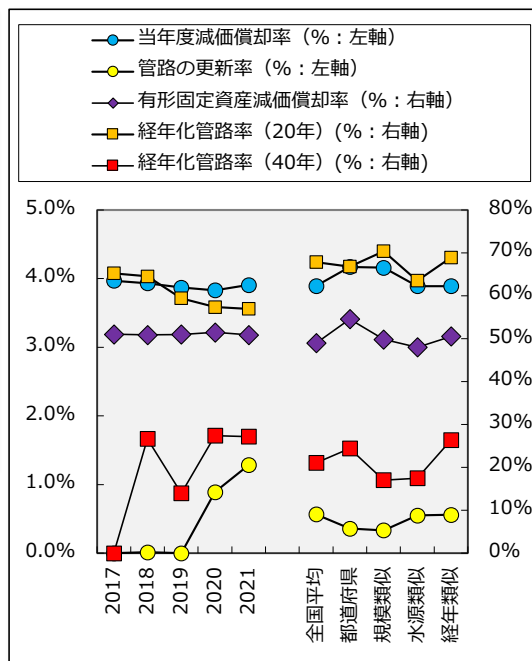 当年度減価償却率（%：左軸）
管路の更新率（%：左軸）
有形固定資産減価償却率（%：右軸）
経年化管路率（20年）(%：右軸)
経年化管路率（40年）(%：右軸)
5.0%
4.0%
3.0%
2.0%
1.0%
0.0%
80%
70%
60%
50%
40%
30%
20%
10%
0%
2017
2018
2019
2020
2021
全国平均
都道府県
規模類似
水源類似
経年類似